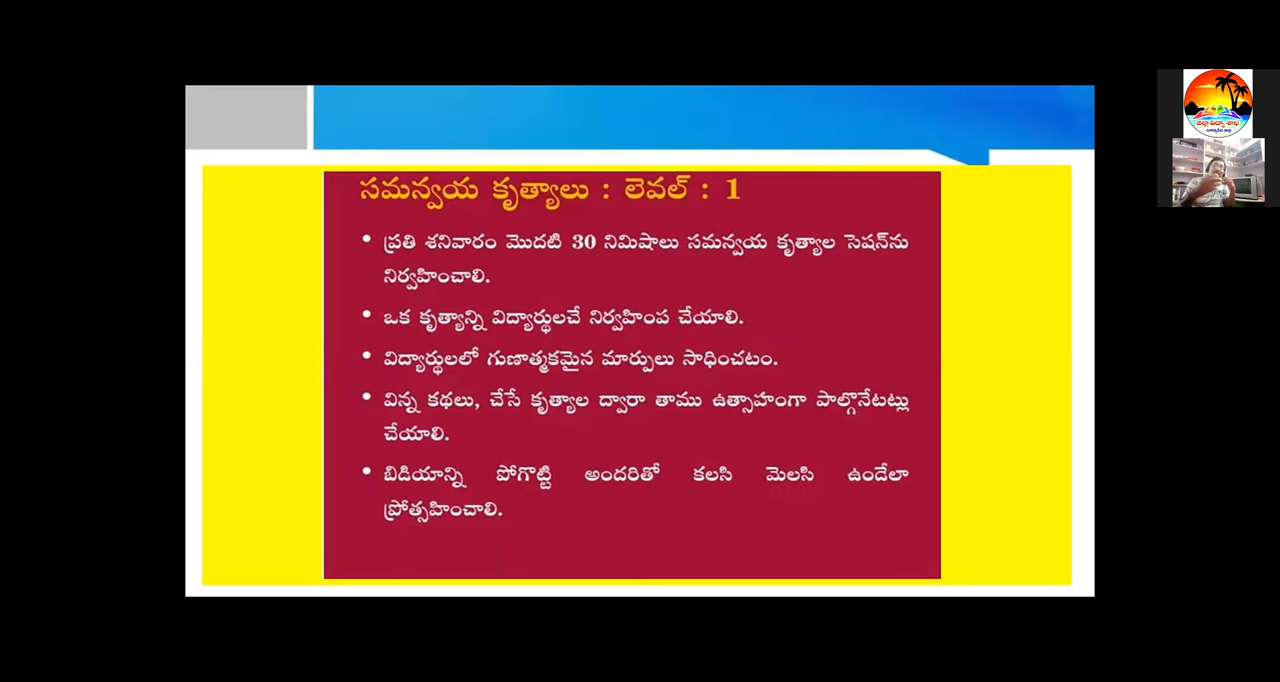 సమన్వయ కృత్యాలు : లెవల్ : 1
• ప్రతి శనివారం మొదటి 30 నిమిషాలు సమన్వయ కృత్యాల సెషన్‌ను
నిర్వహించాలి.
• ఒక కృత్యాన్ని విద్యార్థులచే నిర్వహింప చేయాలి.
• విద్యార్థులలో గుణాత్మకమైన మార్పులు సాధించటం.
• విన్న కథలు, చేసే కృత్యాల ద్వారా తాము ఉత్సాహంగా పాల్గొనేటట్లు
చేయాలి.
• బిడియాన్ని పోగొట్టి అందరితో కలసి మెలసి ఉండేలా
ప్రోత్సహించాలి.
జిల్లా విద్యా శాఖ